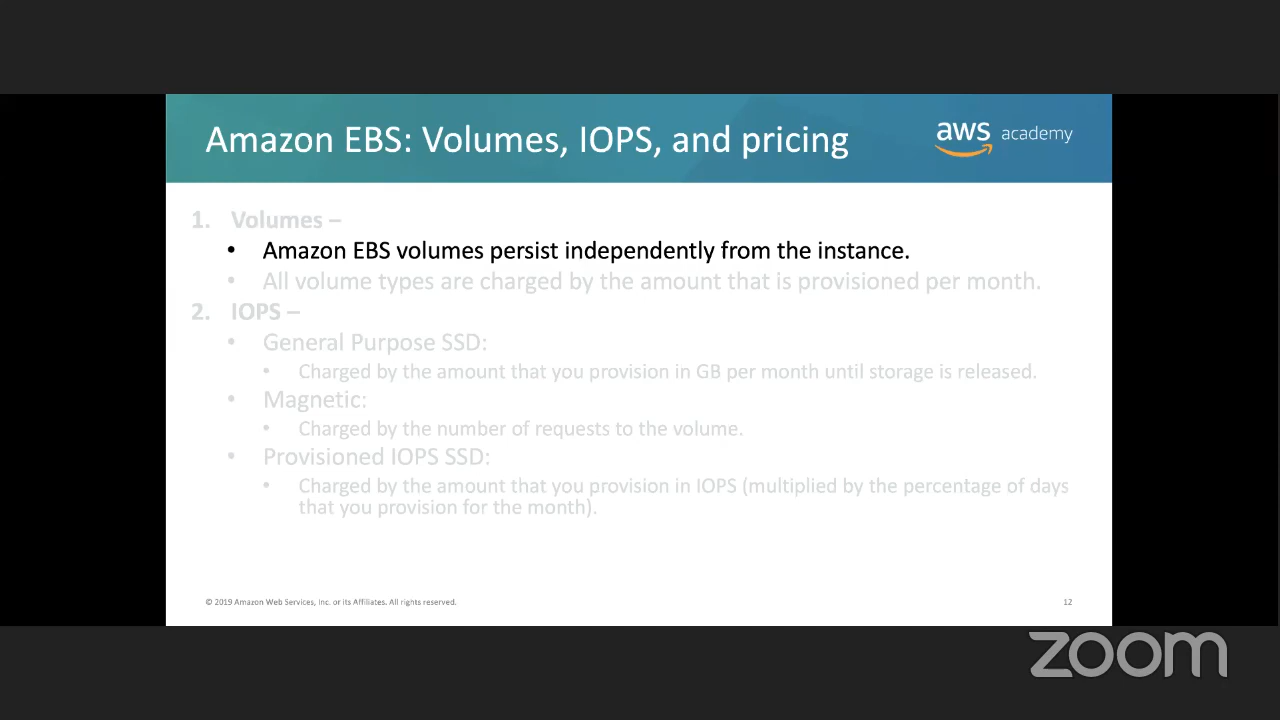 Amazon EBS: Volumes, IOPS, and pricing
aws academy
1. Volumes –
• Amazon EBS volumes persist independently from the instance.
• All volume types are charged by the amount that is provisioned per month.
2. IOPS –
• General Purpose SSD:
• Charged by the amount that you provision in GB per month until storage is released.
• Magnetic:
• Charged by the number of requests to the volume.
• Provisioned IOPS SSD:
• Charged by the amount that you provision in IOPS (multiplied by the percentage of days
that you provision for the month).
© 2019 Amazon Web Services, Inc. or its Affiliates. All rights reserved.
12
zoom